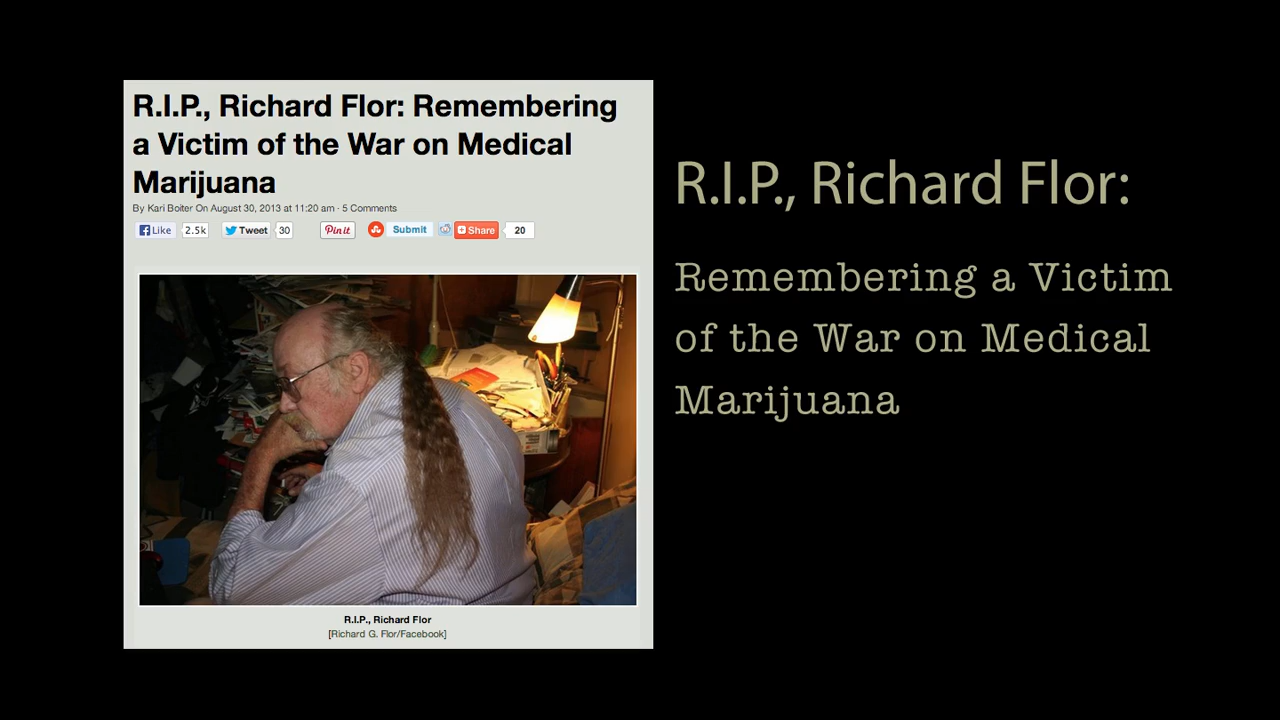 R.I.P., Richard Flor: Remembering
a Victim of the War on Medical
Marijuana
By Kari Boiter On August 30, 2013 at 11:20 am · 5 Comments
Like 2.5k Tweet 30 Pin it Submit Share 20
R.I.P., Richard Flor
[Richard G. Flor/Facebook]
R.I.P., Richard Flor:
Remembering a Victim
of the War on Medical
Marijuana